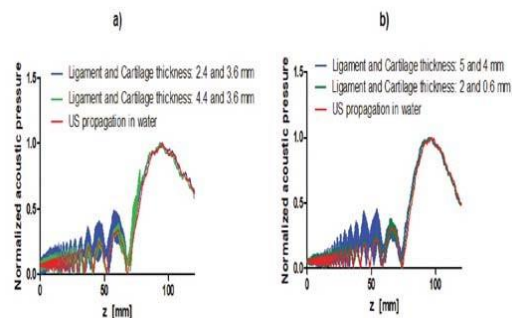 a)
Ligament and Cartilage thickness: 2.4 and 3.6 mm
Ligament and Cartilage thickness: 4.4 and 3.6 mm
US propagation in water
Normalized acoustic pressure
1.5
1.0
0.5
0.0
0
50
100
z [mm]
b)
Ligament and Cartilage thickness: 5 and 4 mm
Ligament and Cartilage thickness: 2 and 0.6 mm
US propagation in water
Normalized acoustic pressure
1.5
1.0
0.5
0.0
0
50
100
z [mm]